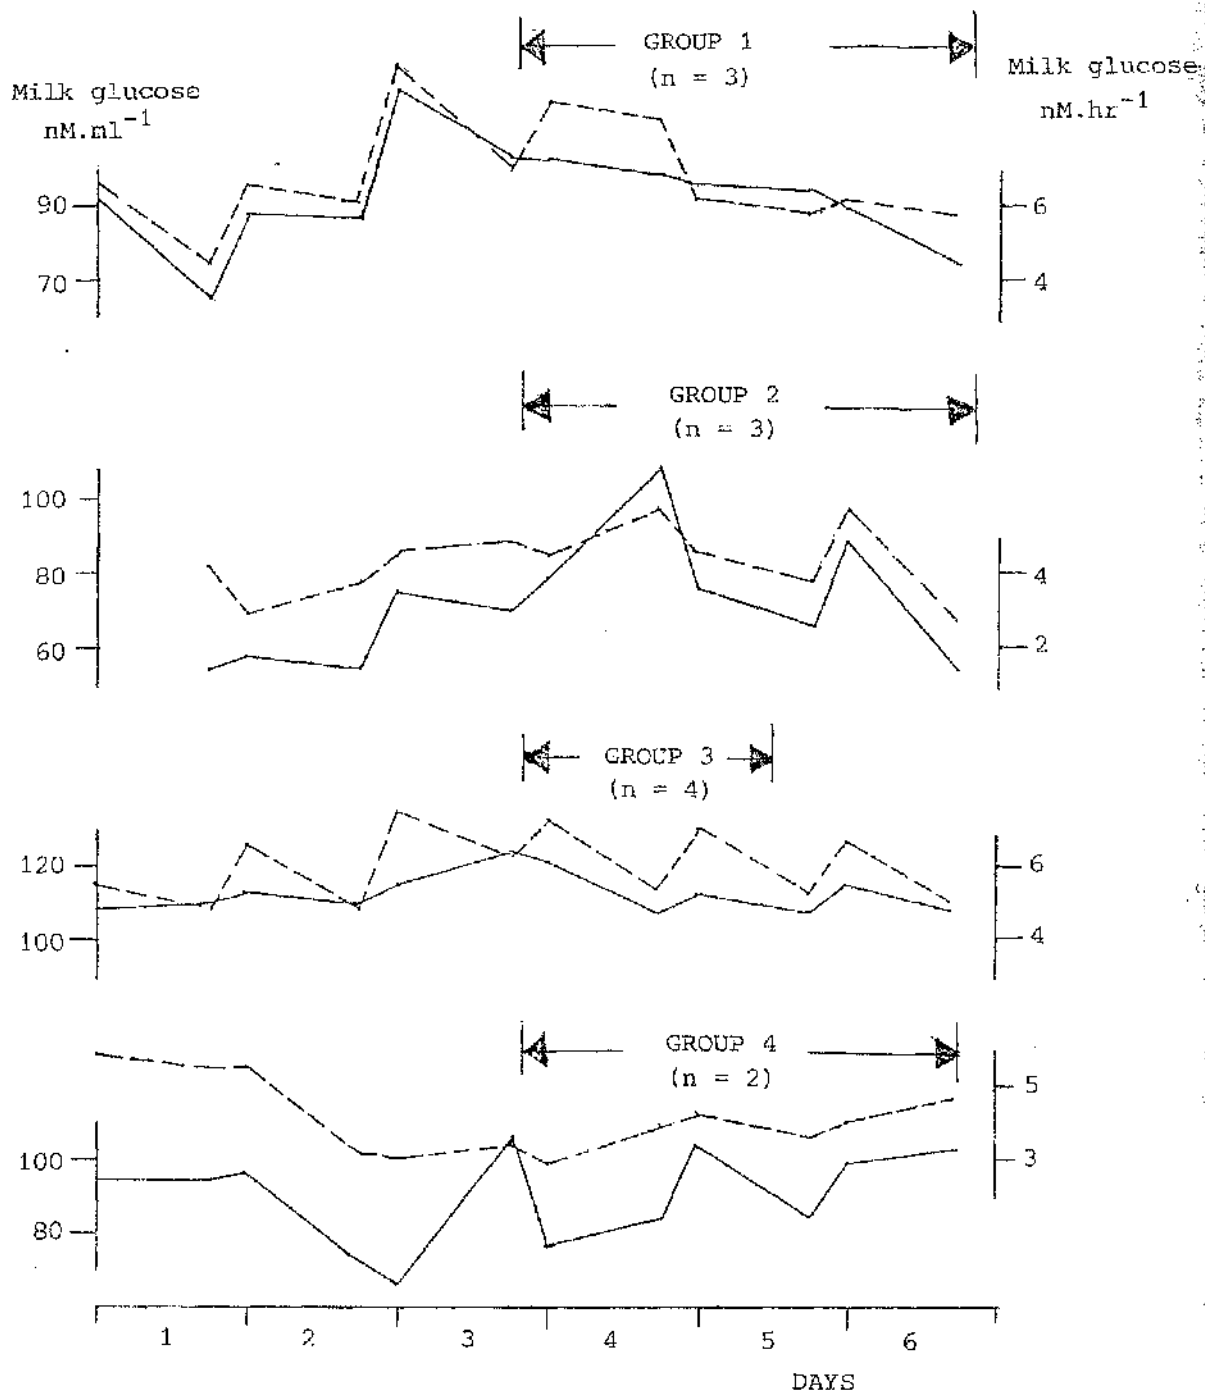 GROUP 1
(n = 3)
Milk glucose
nM.ml⁻¹
Milk glucose
nM.hr⁻¹
90
70
6
4
GROUP 2
(n = 3)
100
80
60
4
2
GROUP 3
(n = 4)
120
100
6
4
GROUP 4
(n = 2)
100
80
5
3
1 2 3 4 5 6
DAYS